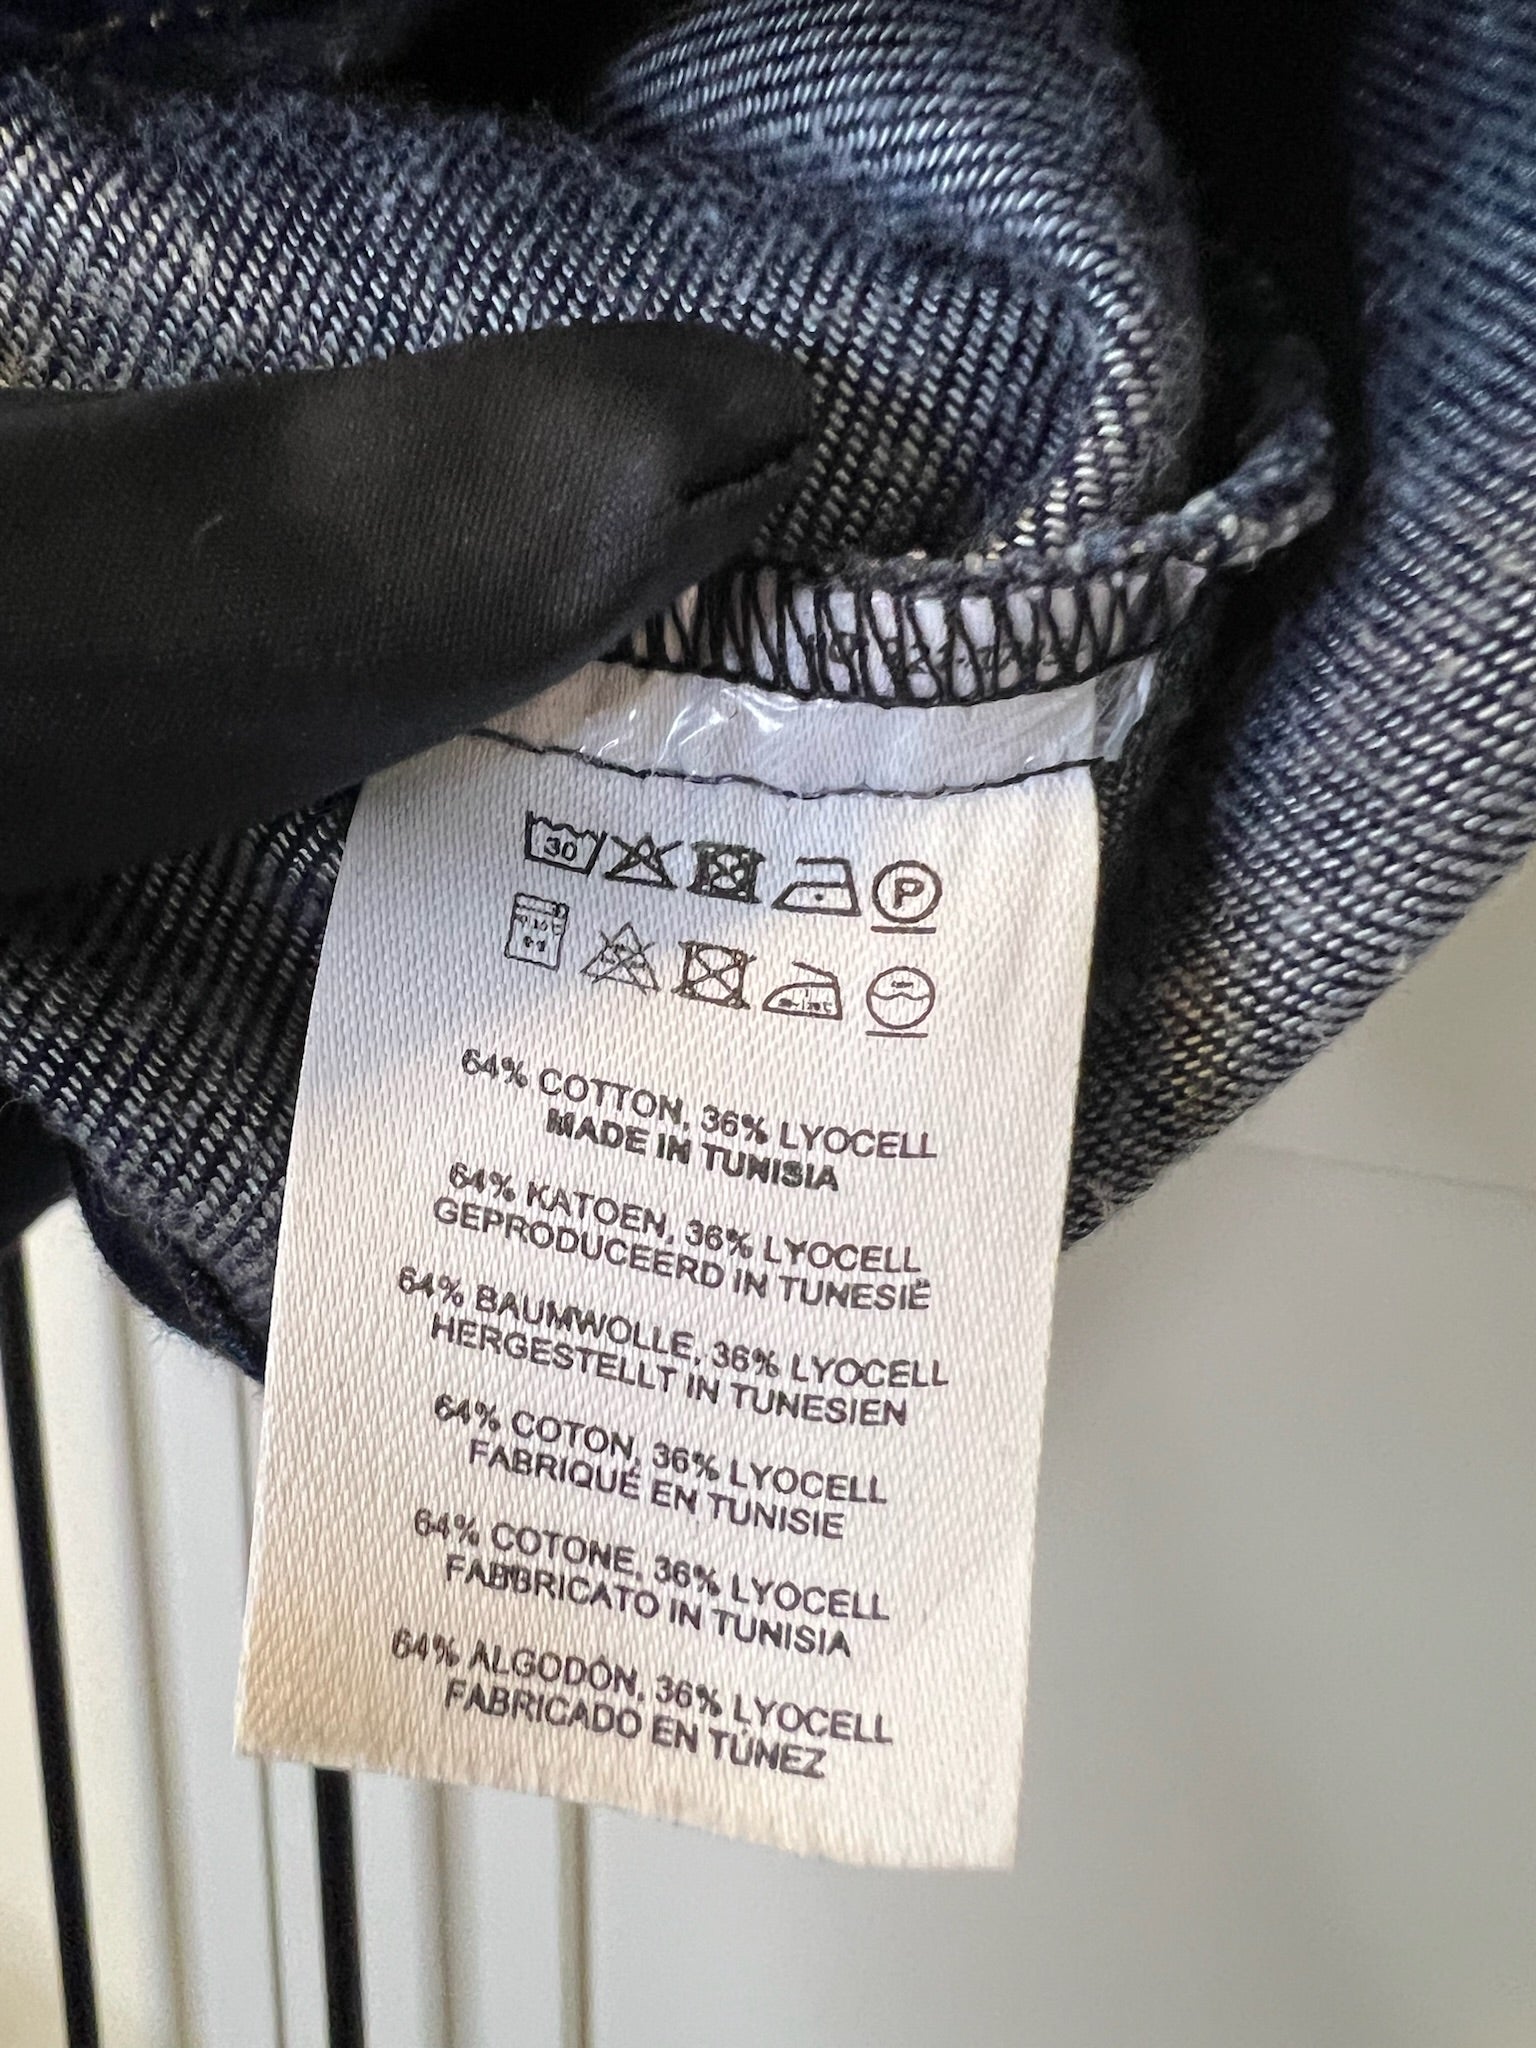 30
P
64% COTTON, 36% LYOCELL
MADE IN TUNISIA
64% KATOEN, 36% LYOCELL
GEPRODUCEERD IN TUNESIË
64% BAUMWOLLE, 36% LYOCELL
HERGESTELLT IN TUNESIEN
64% COTON, 36% LYOCELL
FABRIQUÉ EN TUNISIE
64% COTONE, 36% LYOCELL
FABBRICATO IN TUNISIA
64% ALGODÓN, 36% LYOCELL
FABRICADO EN TÚNEZ